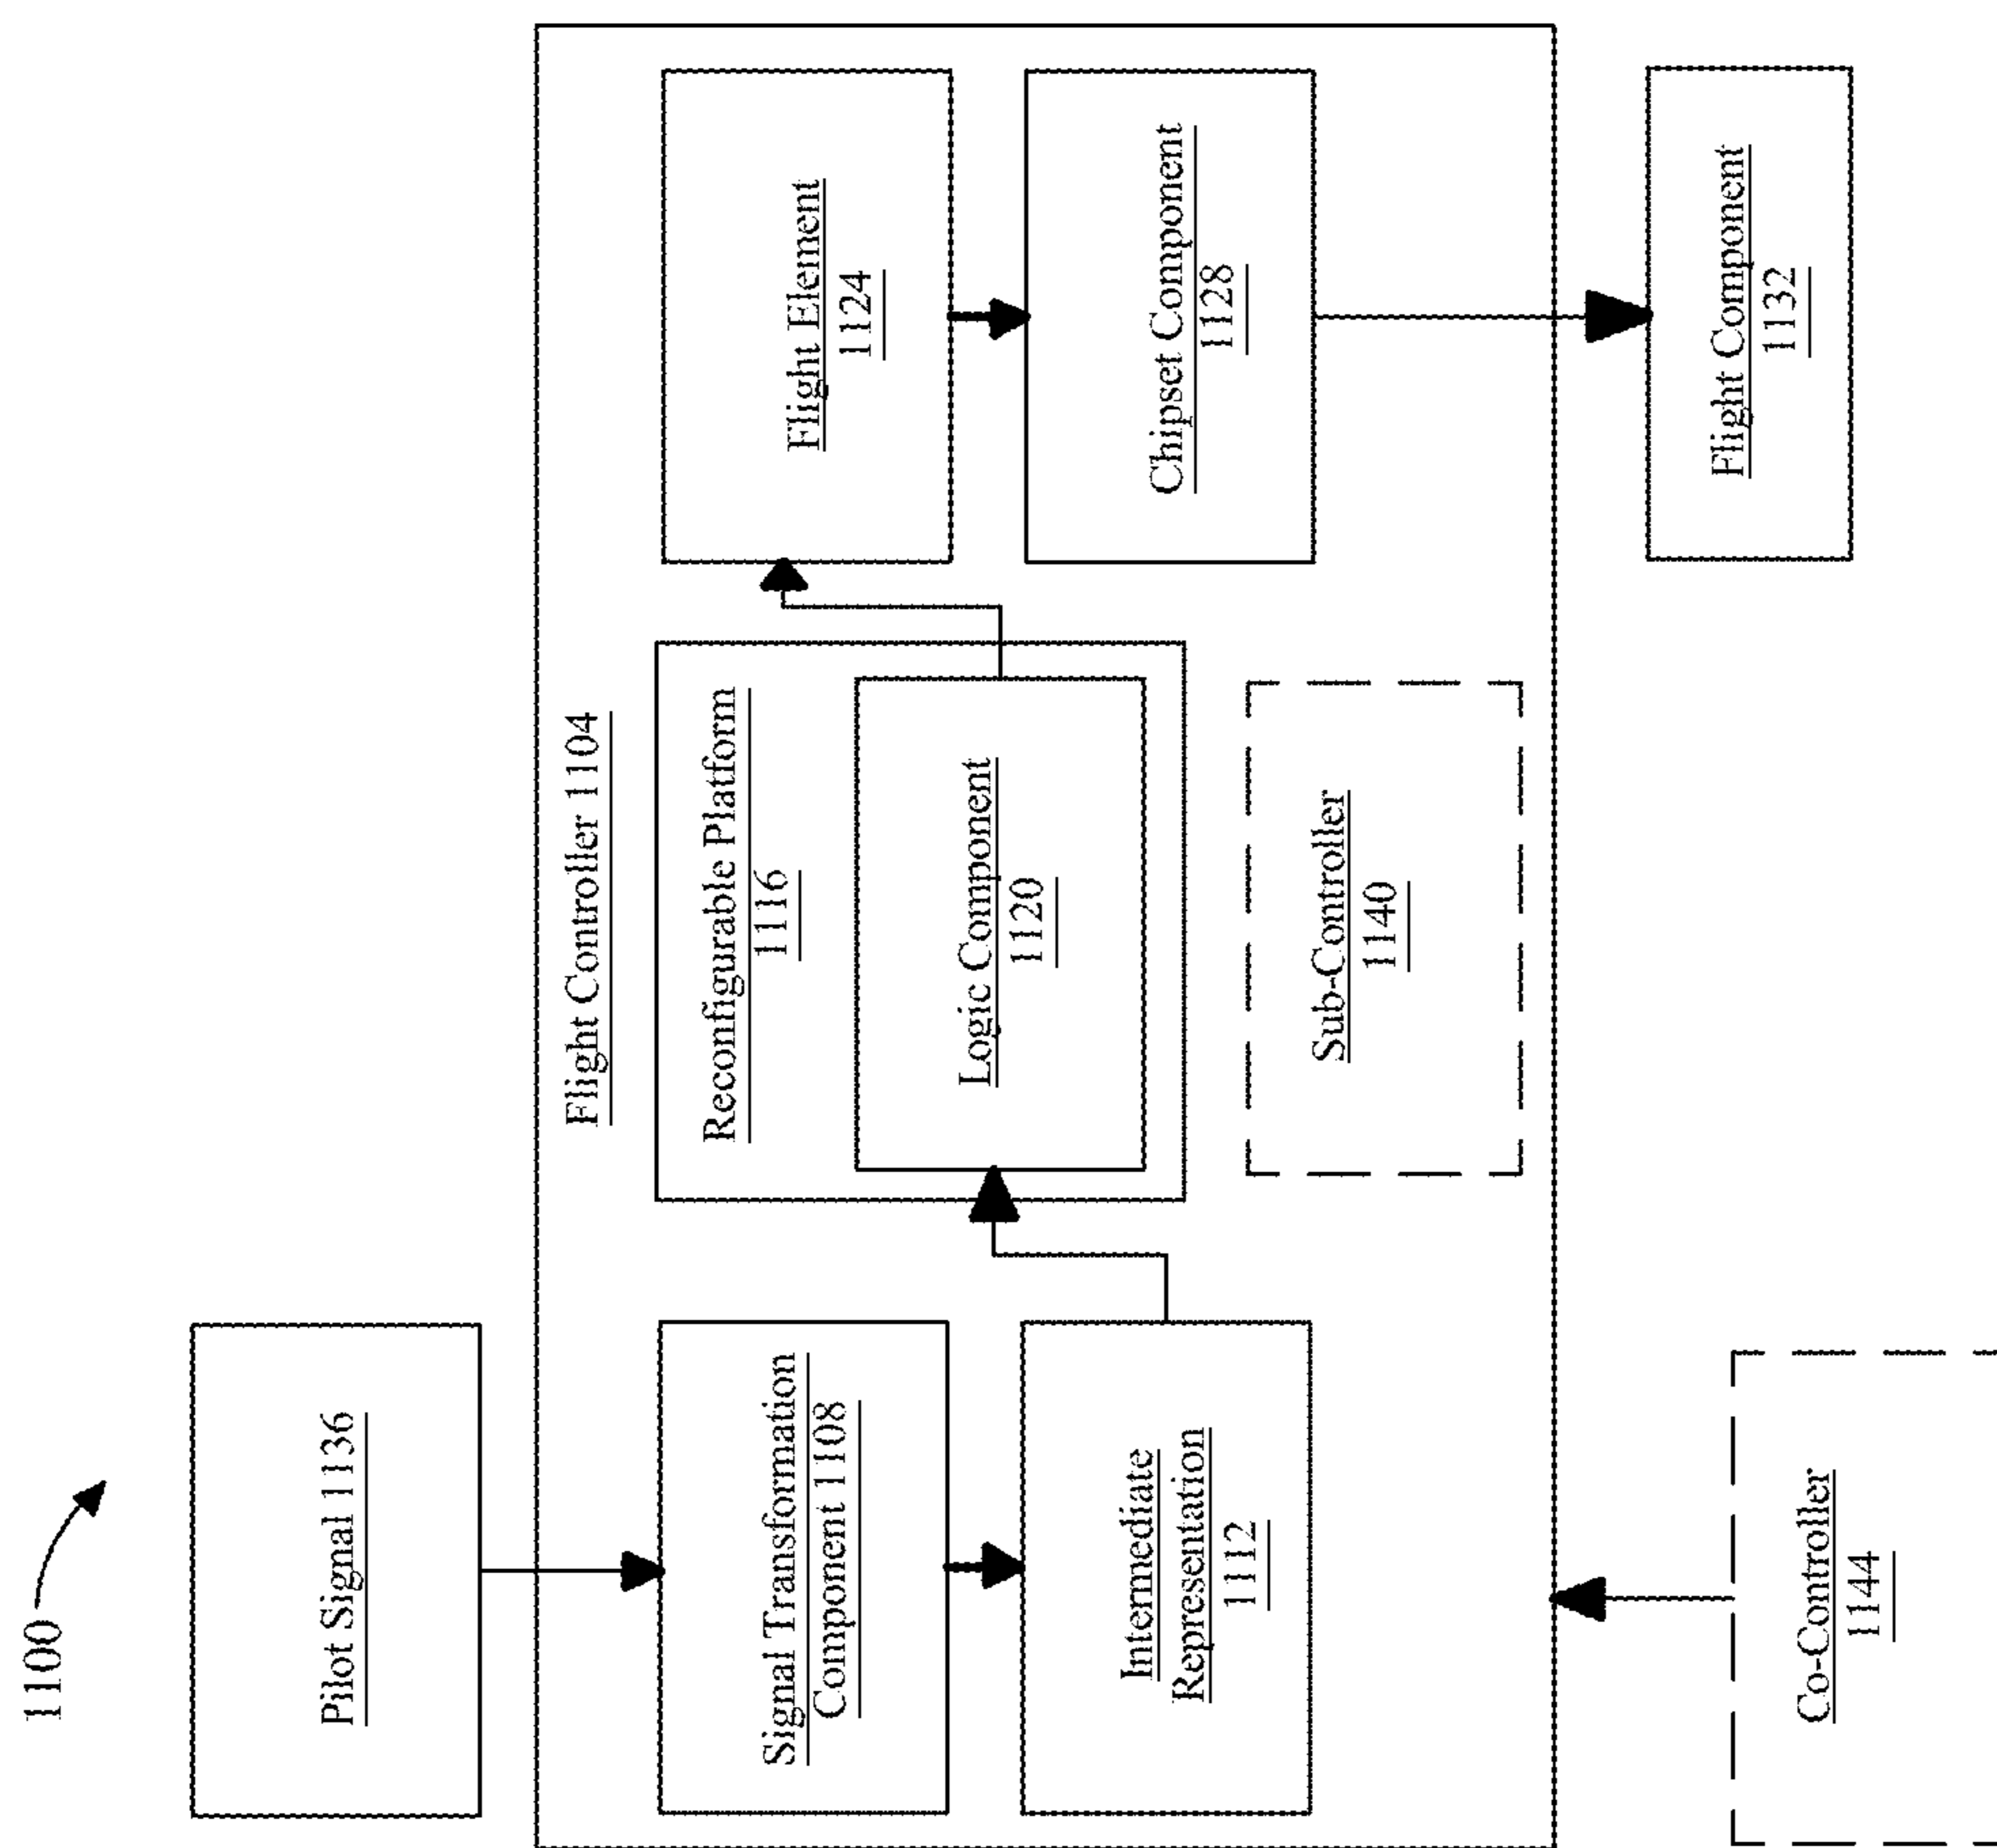 1100
Pilot Signal 1136
Flight Controller 1104
Signal Transformation
Component 1108
Intermediate
Representation
1112
Reconfigurable Platform
1116
Logic Component
1120
Sub-Controller
1140
Flight Element
1124
Chipset Component
1128
Flight Component
1132
Co-Controller
1144